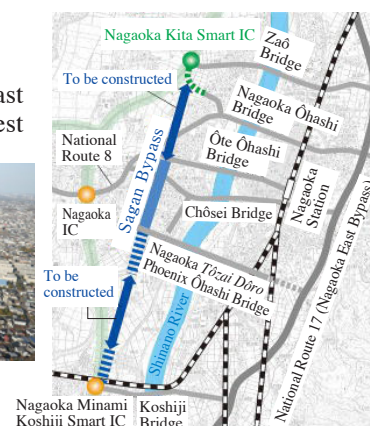 ast
est
Nagaoka Kita Smart IC
Zaô
Bridge
To be constructed
Nagaoka Ôhashi
Bridge
Ôte Ôhashi
Bridge
National
Route 8
Sagan Bypass
Nagaoka
Station
Nagaoka
IC
Chôsei Bridge
Nagaoka Tô-zai Dôro
Phoenix Ôhashi Bridge
To be
constructed
Shinano River
National Route 17 (Nagaoka East Bypass)
Nagaoka Minami
Koshiji Smart IC
Koshiji
Bridge